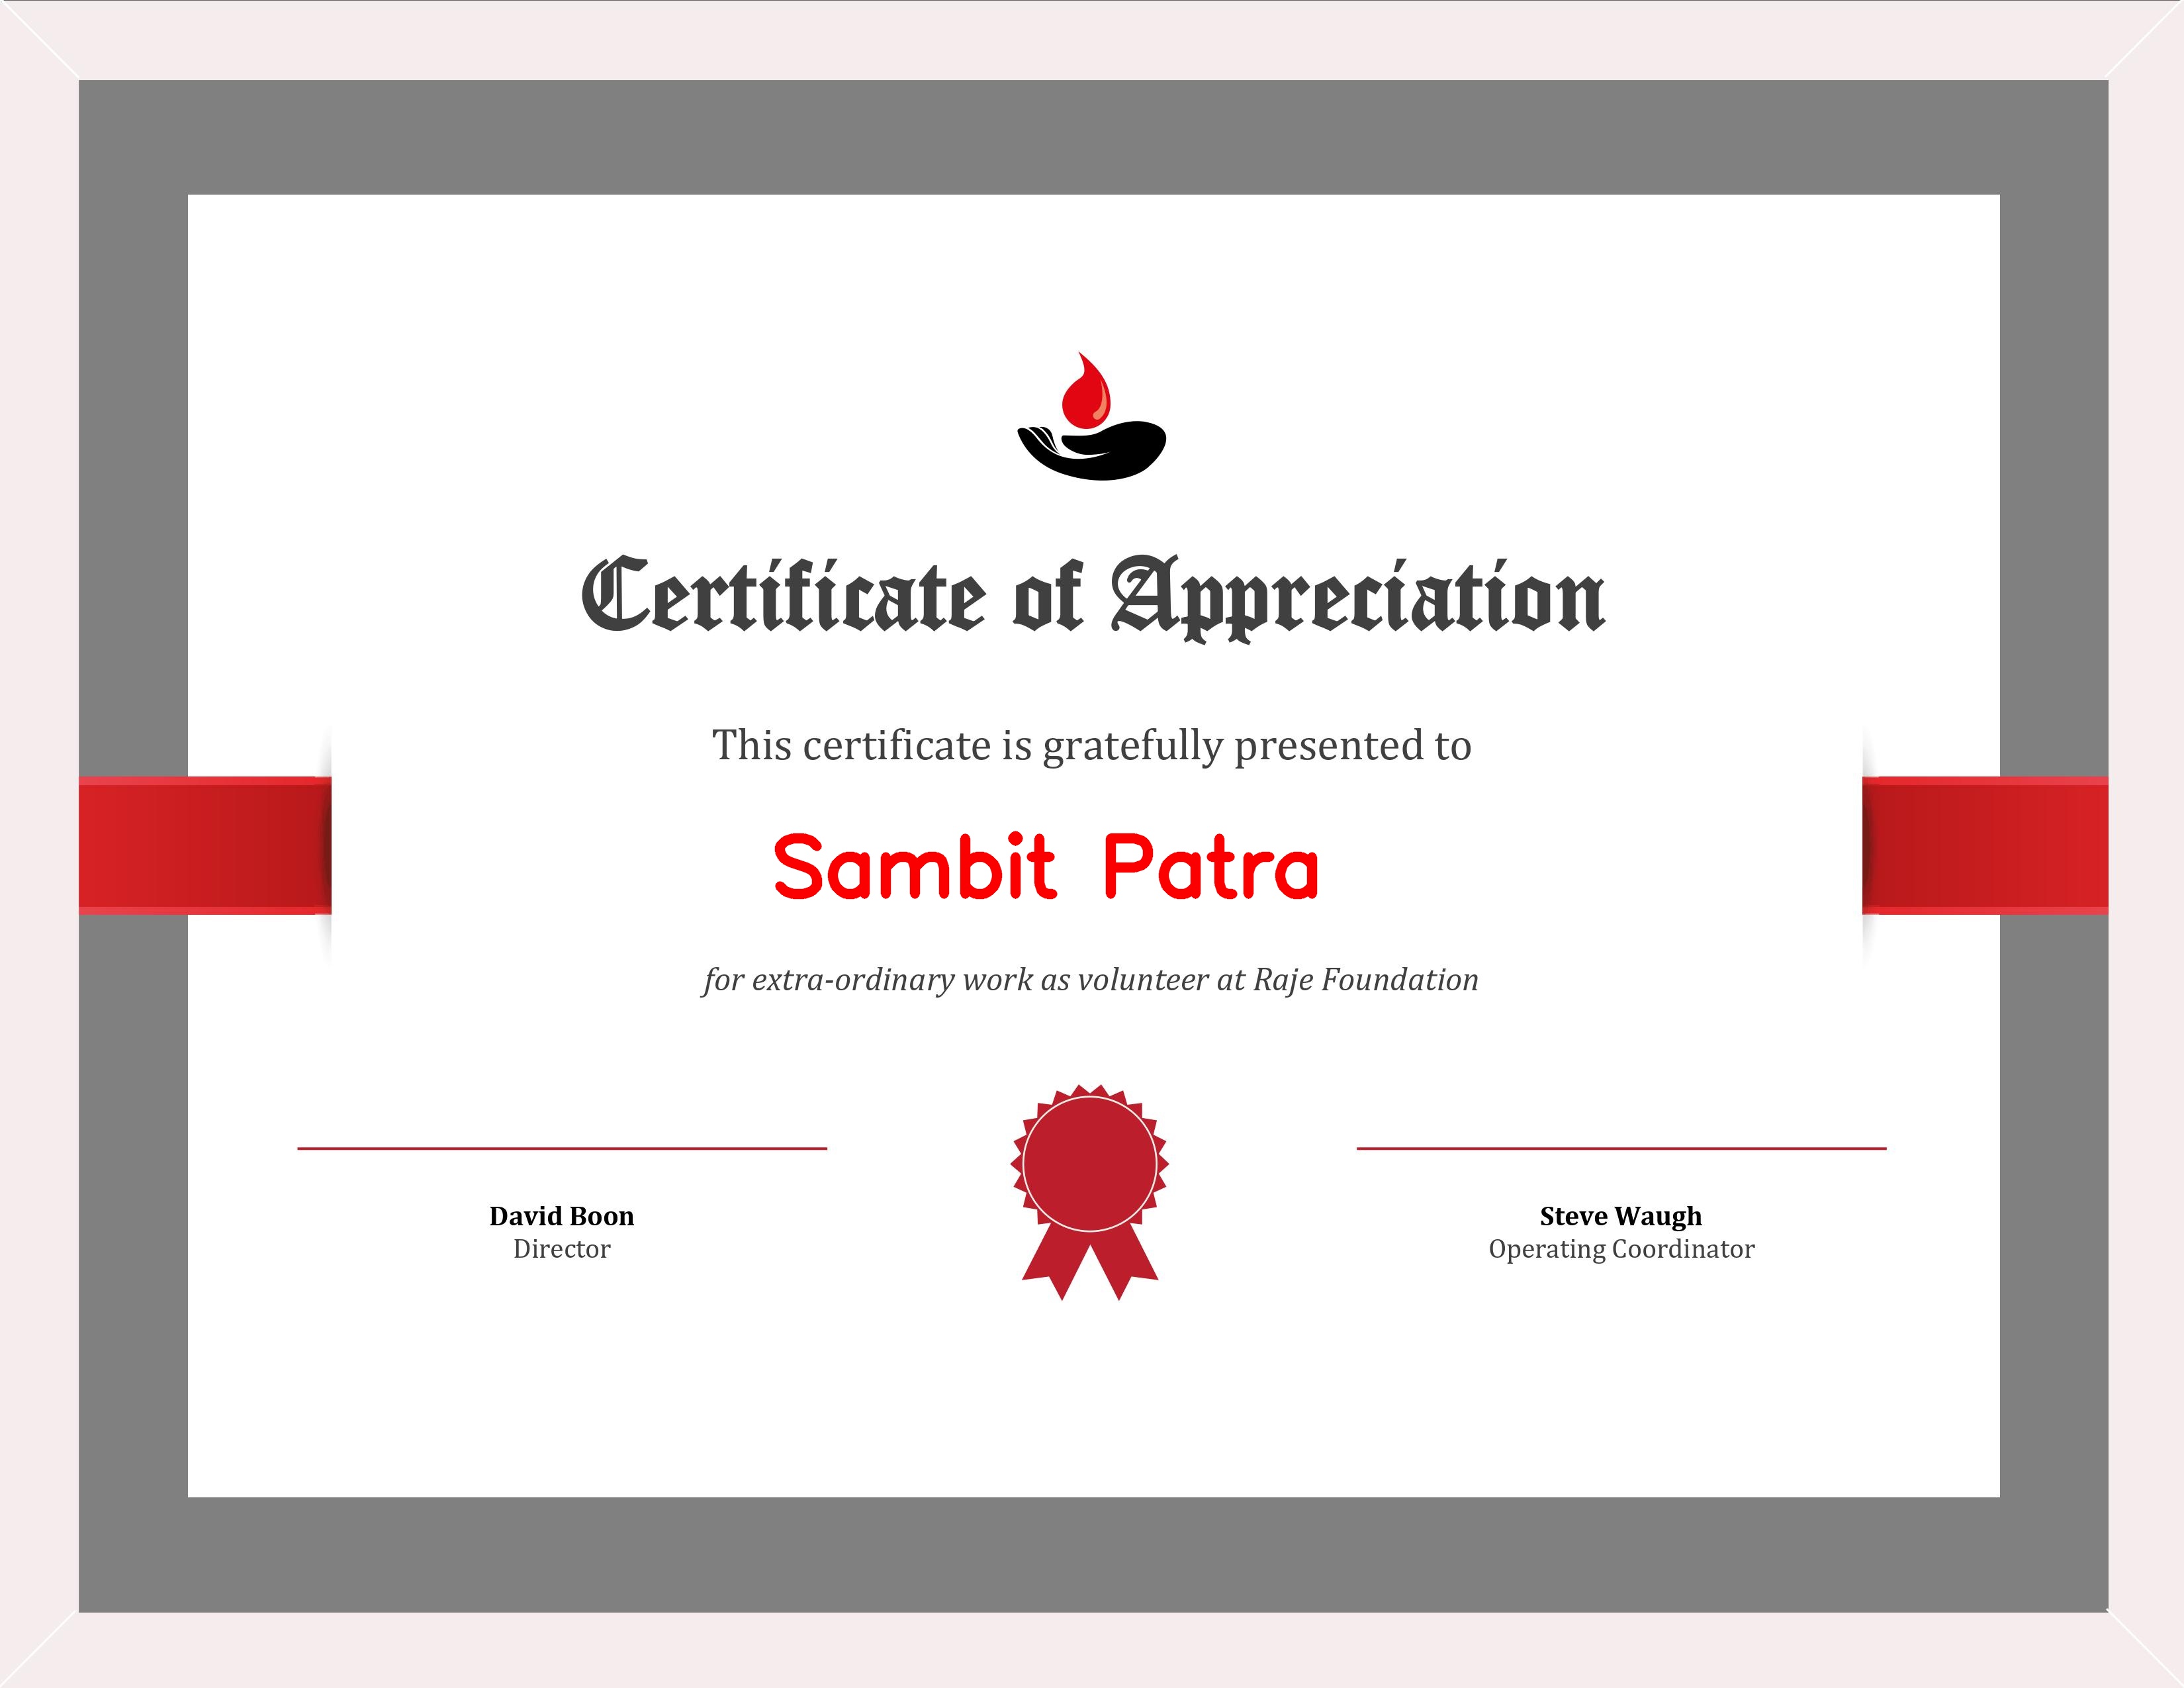 Certificate of Appreciation
This certificate is gratefully presented to
Sambit Patra
for extra-ordinary work as volunteer at Raje Foundation
David Boon
Director
Steve Waugh
Operating Coordinator